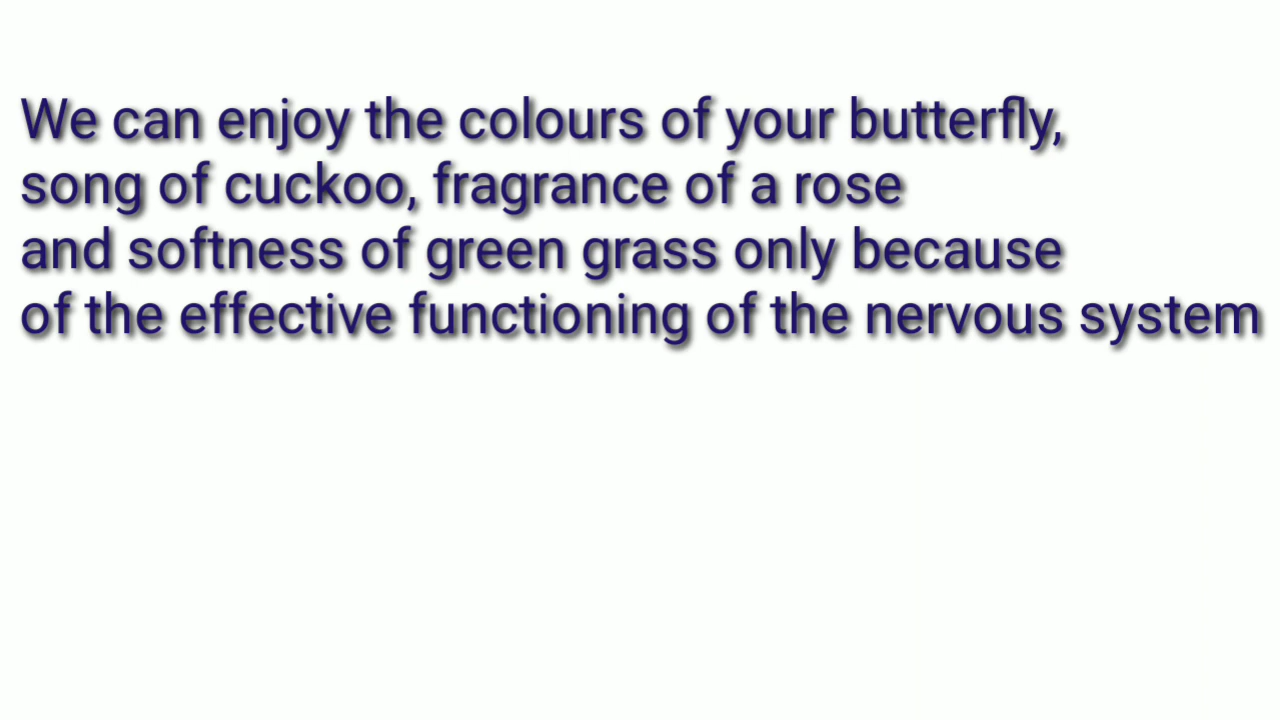 We can enjoy the colours of your butterfly,
song of cuckoo, fragrance of a rose
and softness of green grass only because
of the effective functioning of the nervous system